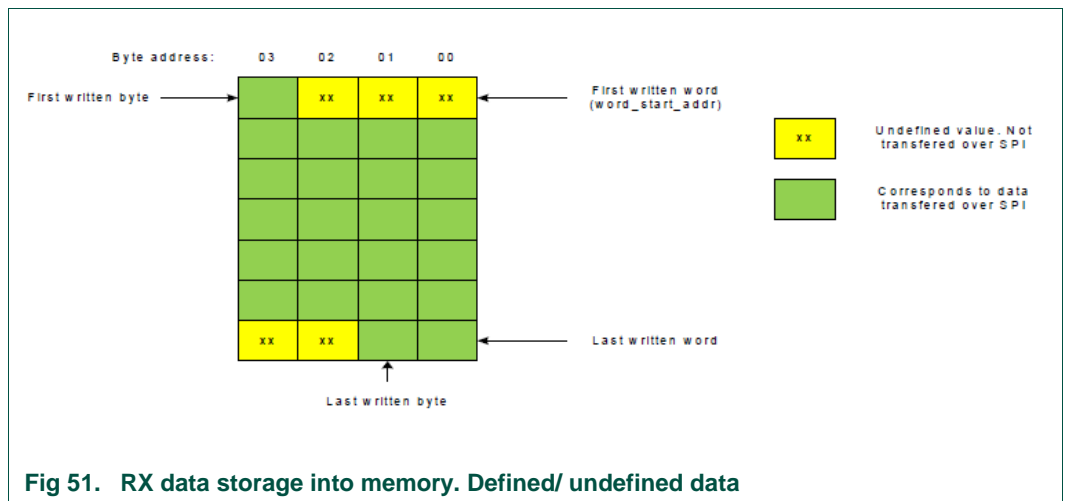 Byte address: 03 02 01 00
First written byte
xx xx xx
First written word
(word_start_addr)
xx
Undefined value. Not
transfered over SPI
Corresponds to data
transfered over SPI
xx xx
Last written word
Last written byte
Fig 51. RX data storage into memory. Defined/ undefined data